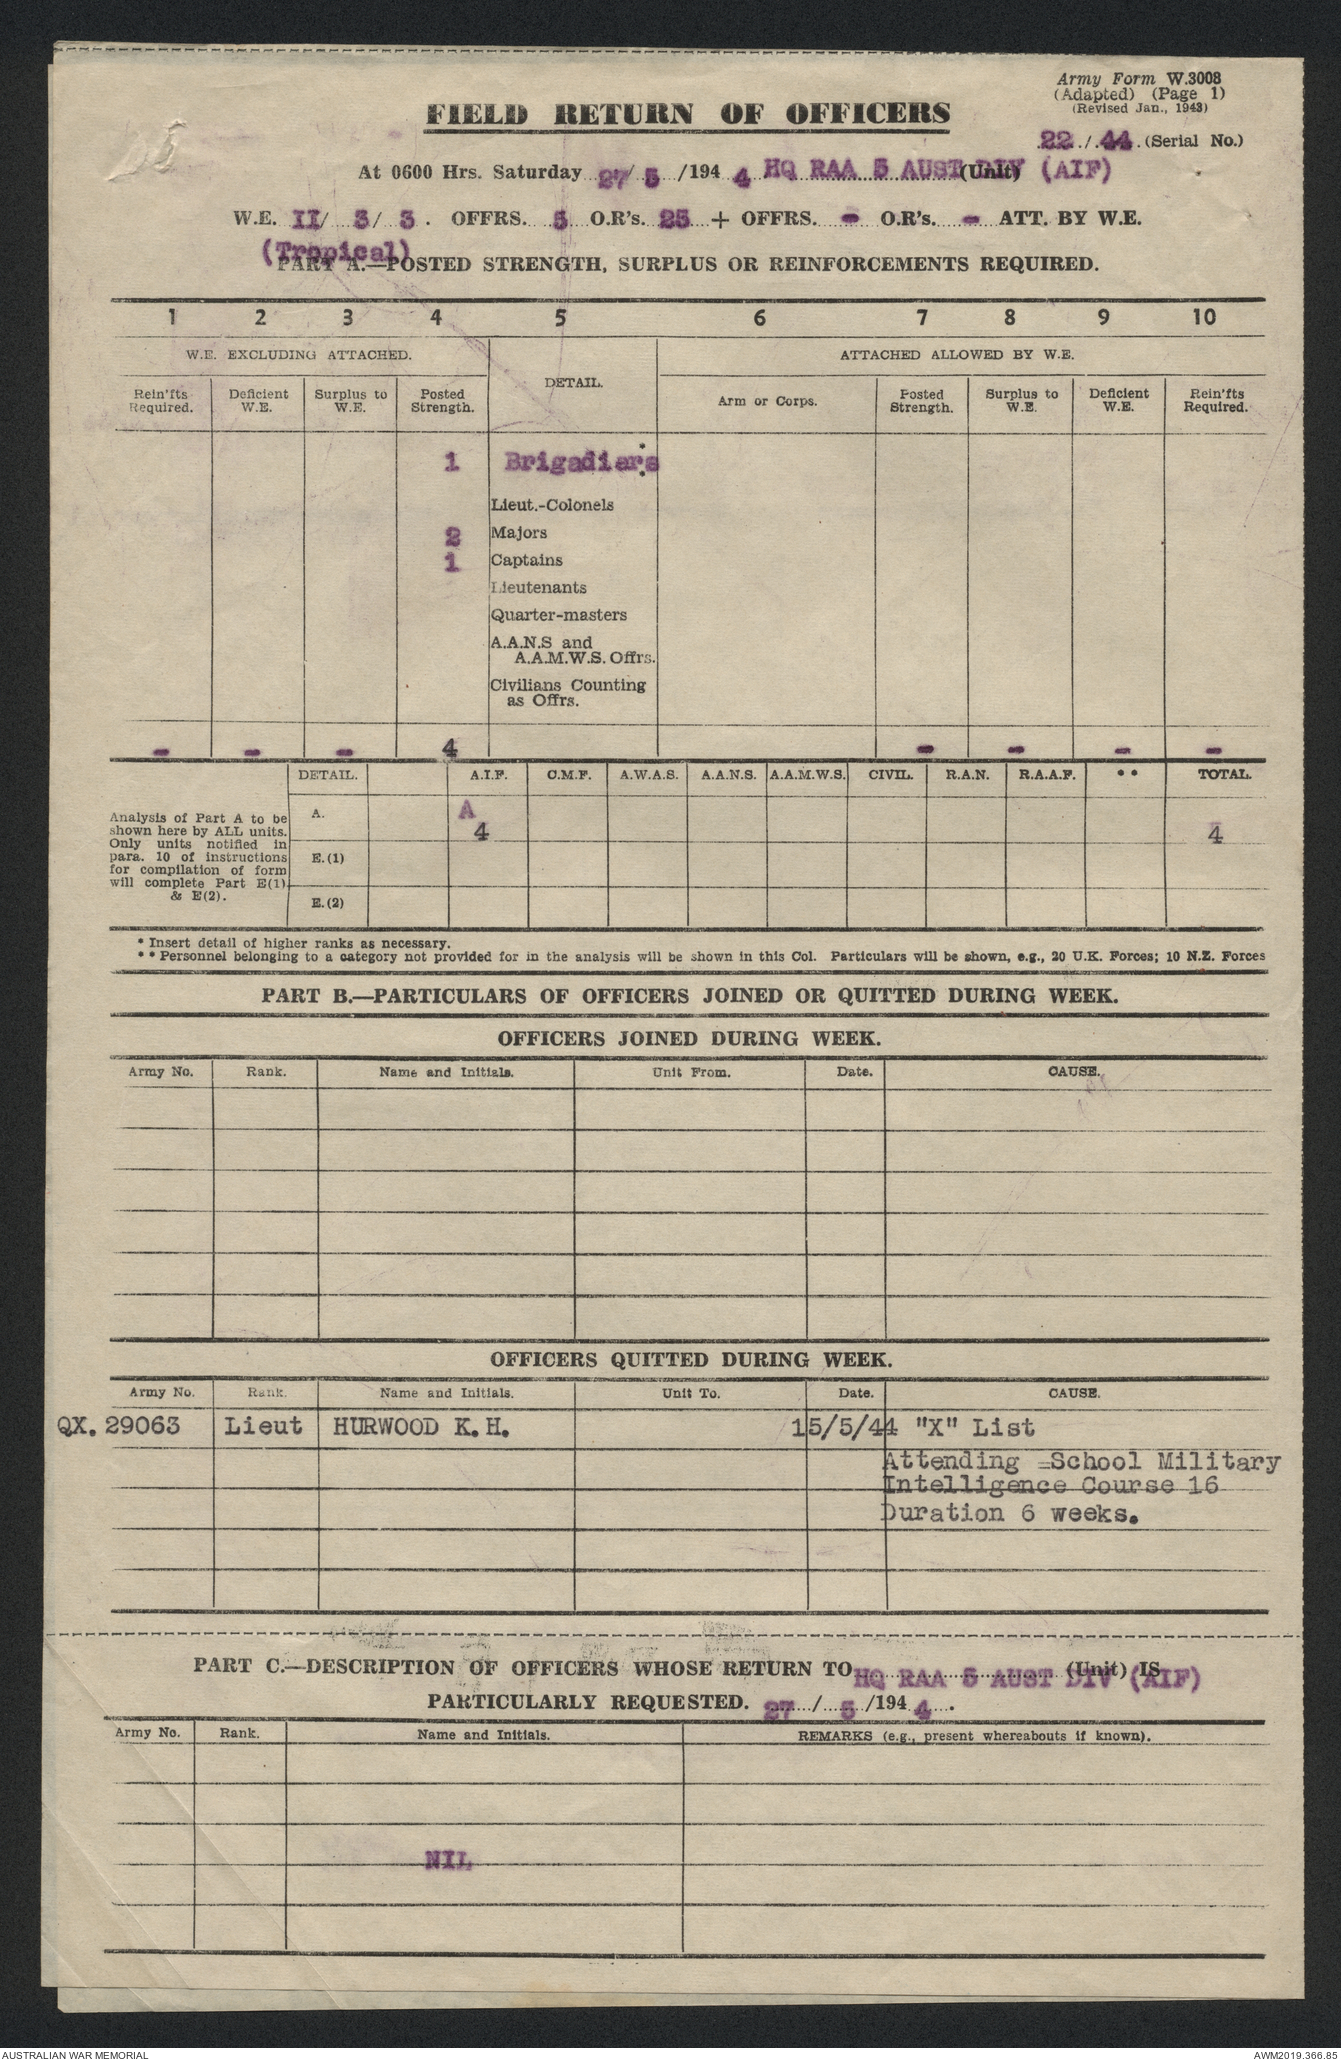 Army Form W.3008
(Adapted) (Page 1)
(Revised Jan., 1943)
FIELD RETURN OF OFFICERS
22 / 44 (Serial No.)
At 0600 Hrs. Saturday 27 / 5 /194 4 HQ RAA 5 AUST DIV (AIF) (Unit)
W.E. II/ 3/ 3. OFFRS. 5 O.R's. 25 + OFFRS. - O.R's. - ATT. BY W.E.
(Tropical)
PART A.—POSTED STRENGTH, SURPLUS OR REINFORCEMENTS REQUIRED.
1 2 3 4 5 6 7 8 9 10
W.E. EXCLUDING ATTACHED. DETAIL. ATTACHED ALLOWED BY W.E.
Rein'fts Required. Deficient W.E. Surplus to W.E. Posted Strength. Arm or Corps. Posted Strength. Surplus to W.E. Deficient W.E. Rein'fts Required.
1 Brigadiers *
*
Lieut.-Colonels
2 Majors
1 Captains
Lieutenants
Quarter-masters
A.A.N.S and
A.A.M.W.S. Offrs.
Civilians Counting
as Offrs.
- - - 4 - - - -
DETAIL. A.I.F. C.M.F. A.W.A.S. A.A.N.S. A.A.M.W.S. CIVIL. R.A.N. R.A.A.F. ** TOTAL.
Analysis of Part A to be
shown here by ALL units.
Only units notified in
para. 10 of instructions
for compilation of form
will complete Part E(1)
& E(2).
A. A
4 4
E.(1)
E.(2)
* Insert detail of higher ranks as necessary.
** Personnel belonging to a category not provided for in the analysis will be shown in this Col. Particulars will be shown, e.g., 20 U.K. Forces; 10 N.Z. Forces
PART B.—PARTICULARS OF OFFICERS JOINED OR QUITTED DURING WEEK.
OFFICERS JOINED DURING WEEK.
Army No. Rank. Name and Initials. Unit From. Date. CAUSE.
OFFICERS QUITTED DURING WEEK.
Army No. Rank. Name and Initials. Unit To. Date. CAUSE.
QX. 29063 Lieut HURWOOD K.H. 15/5/44 "X" List
Attending School Military
Intelligence Course 16
Duration 6 weeks.
PART C.—DESCRIPTION OF OFFICERS WHOSE RETURN TO HQ RAA 5 AUST DIV (AIF) (Unit) IS
PARTICULARLY REQUESTED. 27 / 5 /194 4.
Army No. Rank. Name and Initials. REMARKS (e.g., present whereabouts if known).
NIL
AUSTRALIAN WAR MEMORIAL AWM2019.366.85